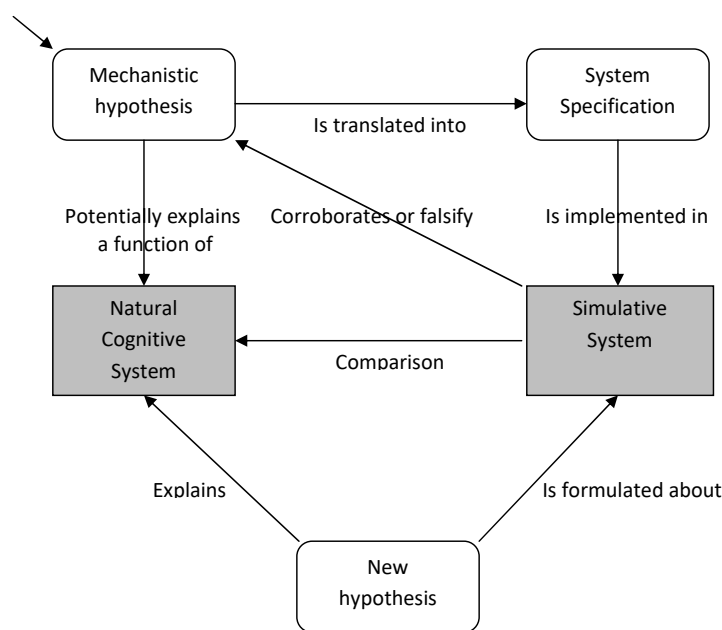 Mechanistic
hypothesis
System
Specification
Is translated into
Potentially explains
a function of
Corroborates or falsify
Is implemented in
Natural
Cognitive
System
Simulative
System
Comparison
Explains
Is formulated about
New
hypothesis